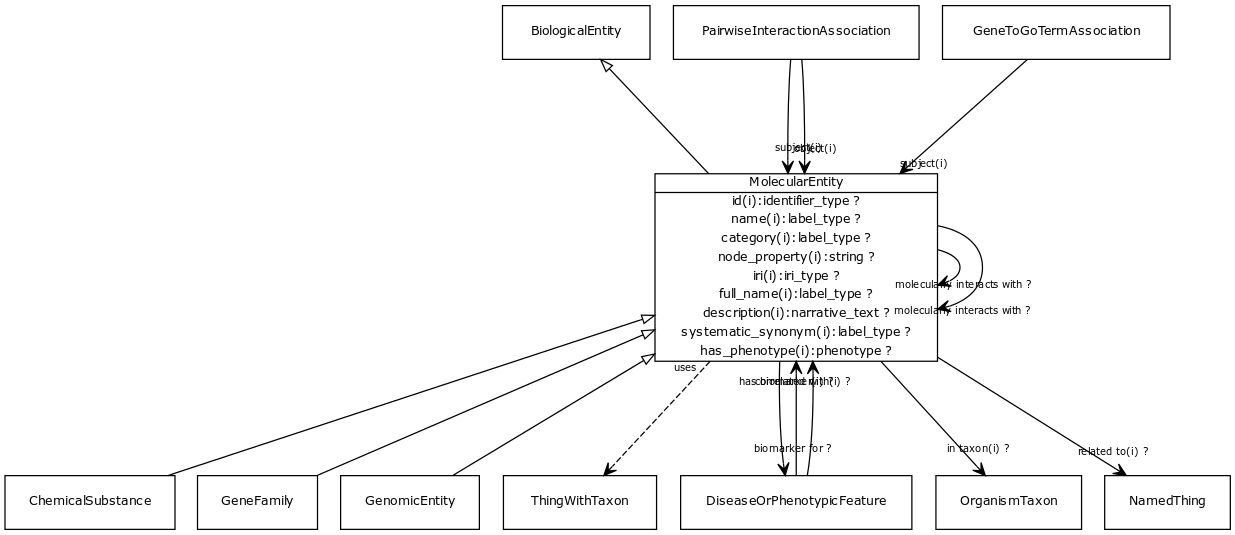 BiologicalEntity
PairwiseInteractionAssociation
GeneToGoTermAssociation
subject(i)
object(i)
subject(i)
MolecularEntity
id(i):identifier_type ?
name(i):label_type ?
category(i):label_type ?
node_property(i):string ?
iri(i):iri_type ?
full_name(i):label_type ?
description(i):narrative_text ?
systematic_synonym(i):label_type ?
has_phenotype(i):phenotype ?
molecularly interacts with ?
molecularly interacts with ?
uses
has biomarker(i) ?
correlated with(i) ?
biomarker for ?
in taxon(i) ?
related to(i) ?
ChemicalSubstance
GeneFamily
GenomicEntity
ThingWithTaxon
DiseaseOrPhenotypicFeature
OrganismTaxon
NamedThing